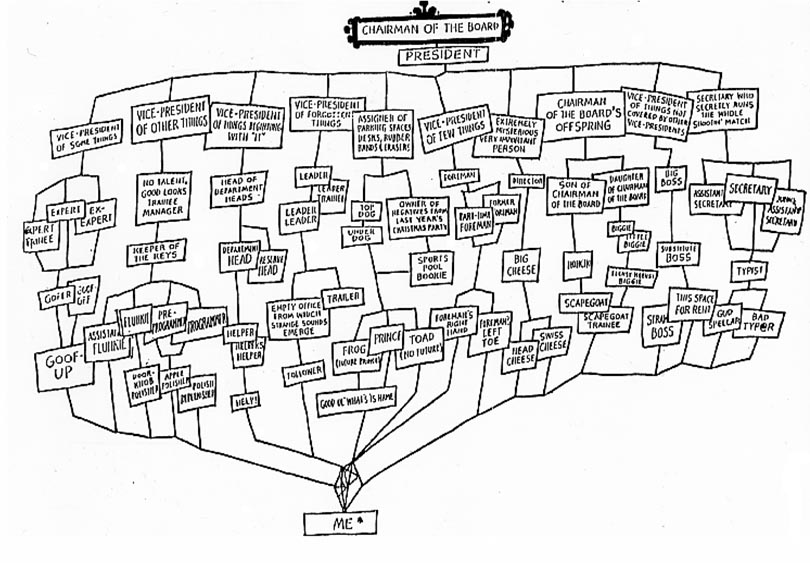 CHAIRMAN OF THE BOARD
PRESIDENT
VICE-PRESIDENT
OF SOME THINGS
VICE-PRESIDENT
OF OTHER THINGS
VICE-PRESIDENT
OF THINGS BEGINNING
WITH "IT"
VICE-PRESIDENT
OF FORGOTTEN
THINGS
ASSIGNER OF
PARKING SPACES
DESKS, RUBBER
BANDS & ERASERS
VICE-PRESIDENT
OF FEW THINGS
EXTREMELY
MYSTERIOUS
VERY IMPORTANT
PERSON
CHAIRMAN
OF THE BOARD'S
OFFSPRING
VICE-PRESIDENT
OF THINGS NOT
COVERED BY OTHER
VICE-PRESIDENTS
SECRETARY WHO
SECRETLY RUNS
THE WHOLE
SHOOTIN' MATCH
EXPERT
TRAINEE
EXPERT
EX-
EXPERT
NO TALENT,
GOOD LOOKS
TRAINEE
MANAGER
HEAD OF
DEPARTMENT
HEADS
LEADER
LEADER
TRAINEE
LEADER
LEADER
TOP
DOG
UNDER
DOG
OWNER OF
NEGATIVES FROM
LAST YEAR'S
CHRISTMAS PARTY
FOREMAN
PART-TIME
FOREMAN
FORMER
FOREMAN
DIRECTOR
SON OF
CHAIRMAN
OF THE BOARD
DAUGHTER
OF CHAIRMAN
OF THE BOARD
BIG
BOSS
ASSISTANT
SECRETARY
SECRETARY
ASSISTANT
SECRETARY
KEEPER OF
THE KEYS
DEPARTMENT
HEAD
RESERVE
HEAD
SPORTS
POOL
BOOKIE
BIG
CHEESE
BIGGIE
LITTLE
BIGGIE
BIGGIE
SUBSTITUTE
BOSS
TYPIST
GOFER
GOOF-
OFF
GOOF-
UP
ASSISTANT
FLUNKIE
FLUNKIE
PRE-
PROGRAMMER
PROGRAMMER
DOOR-
KNOB
POLISHER
APPLE
POLISHER
POLISH
REPLENISHER
HELPER
HELPER'S
HELPER
HELP!
EMPTY OFFICE
FROM WHICH
STRANGE SOUNDS
EMERGE
TRAILER
FOLLOWER
FROG
(FUTURE PRINCE)
PRINCE
TOAD
(NO FUTURE)
GOOD OL' WHAT'S IS NAME
FOREMAN'S
RIGHT
HAND
FOREMAN'S
LEFT
TOE
HEAD
CHEESE
SWISS
CHEESE
SCAPEGOAT
SCAPEGOAT
TRAINEE
STRAW
BOSS
THIS SPACE
FOR RENT
GUD
SPELLAR
BAD
TYP@R
ME *